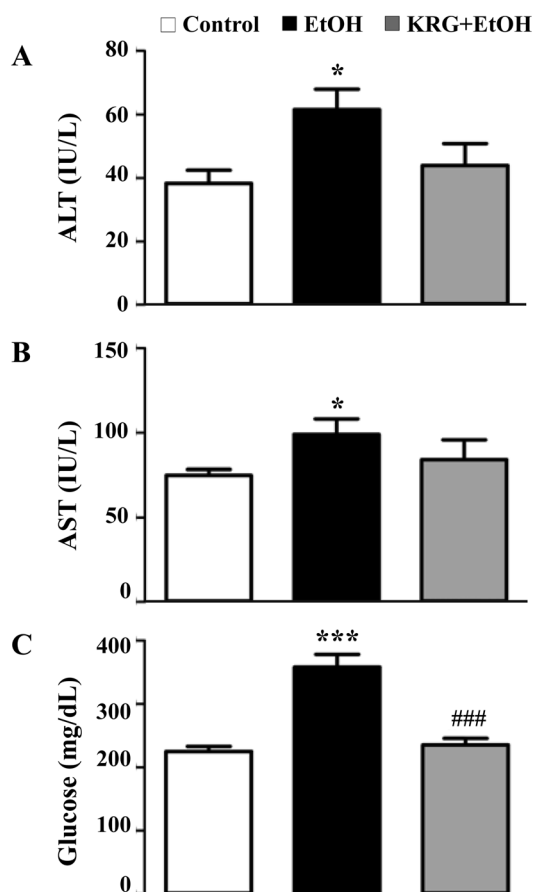 Control EtOH KRG+EtOH
A
ALT (IU/L)
80
60
40
20
0
*
B
AST (IU/L)
150
100
50
0
*
C
Glucose (mg/dL)
400
300
200
100
0
***
###